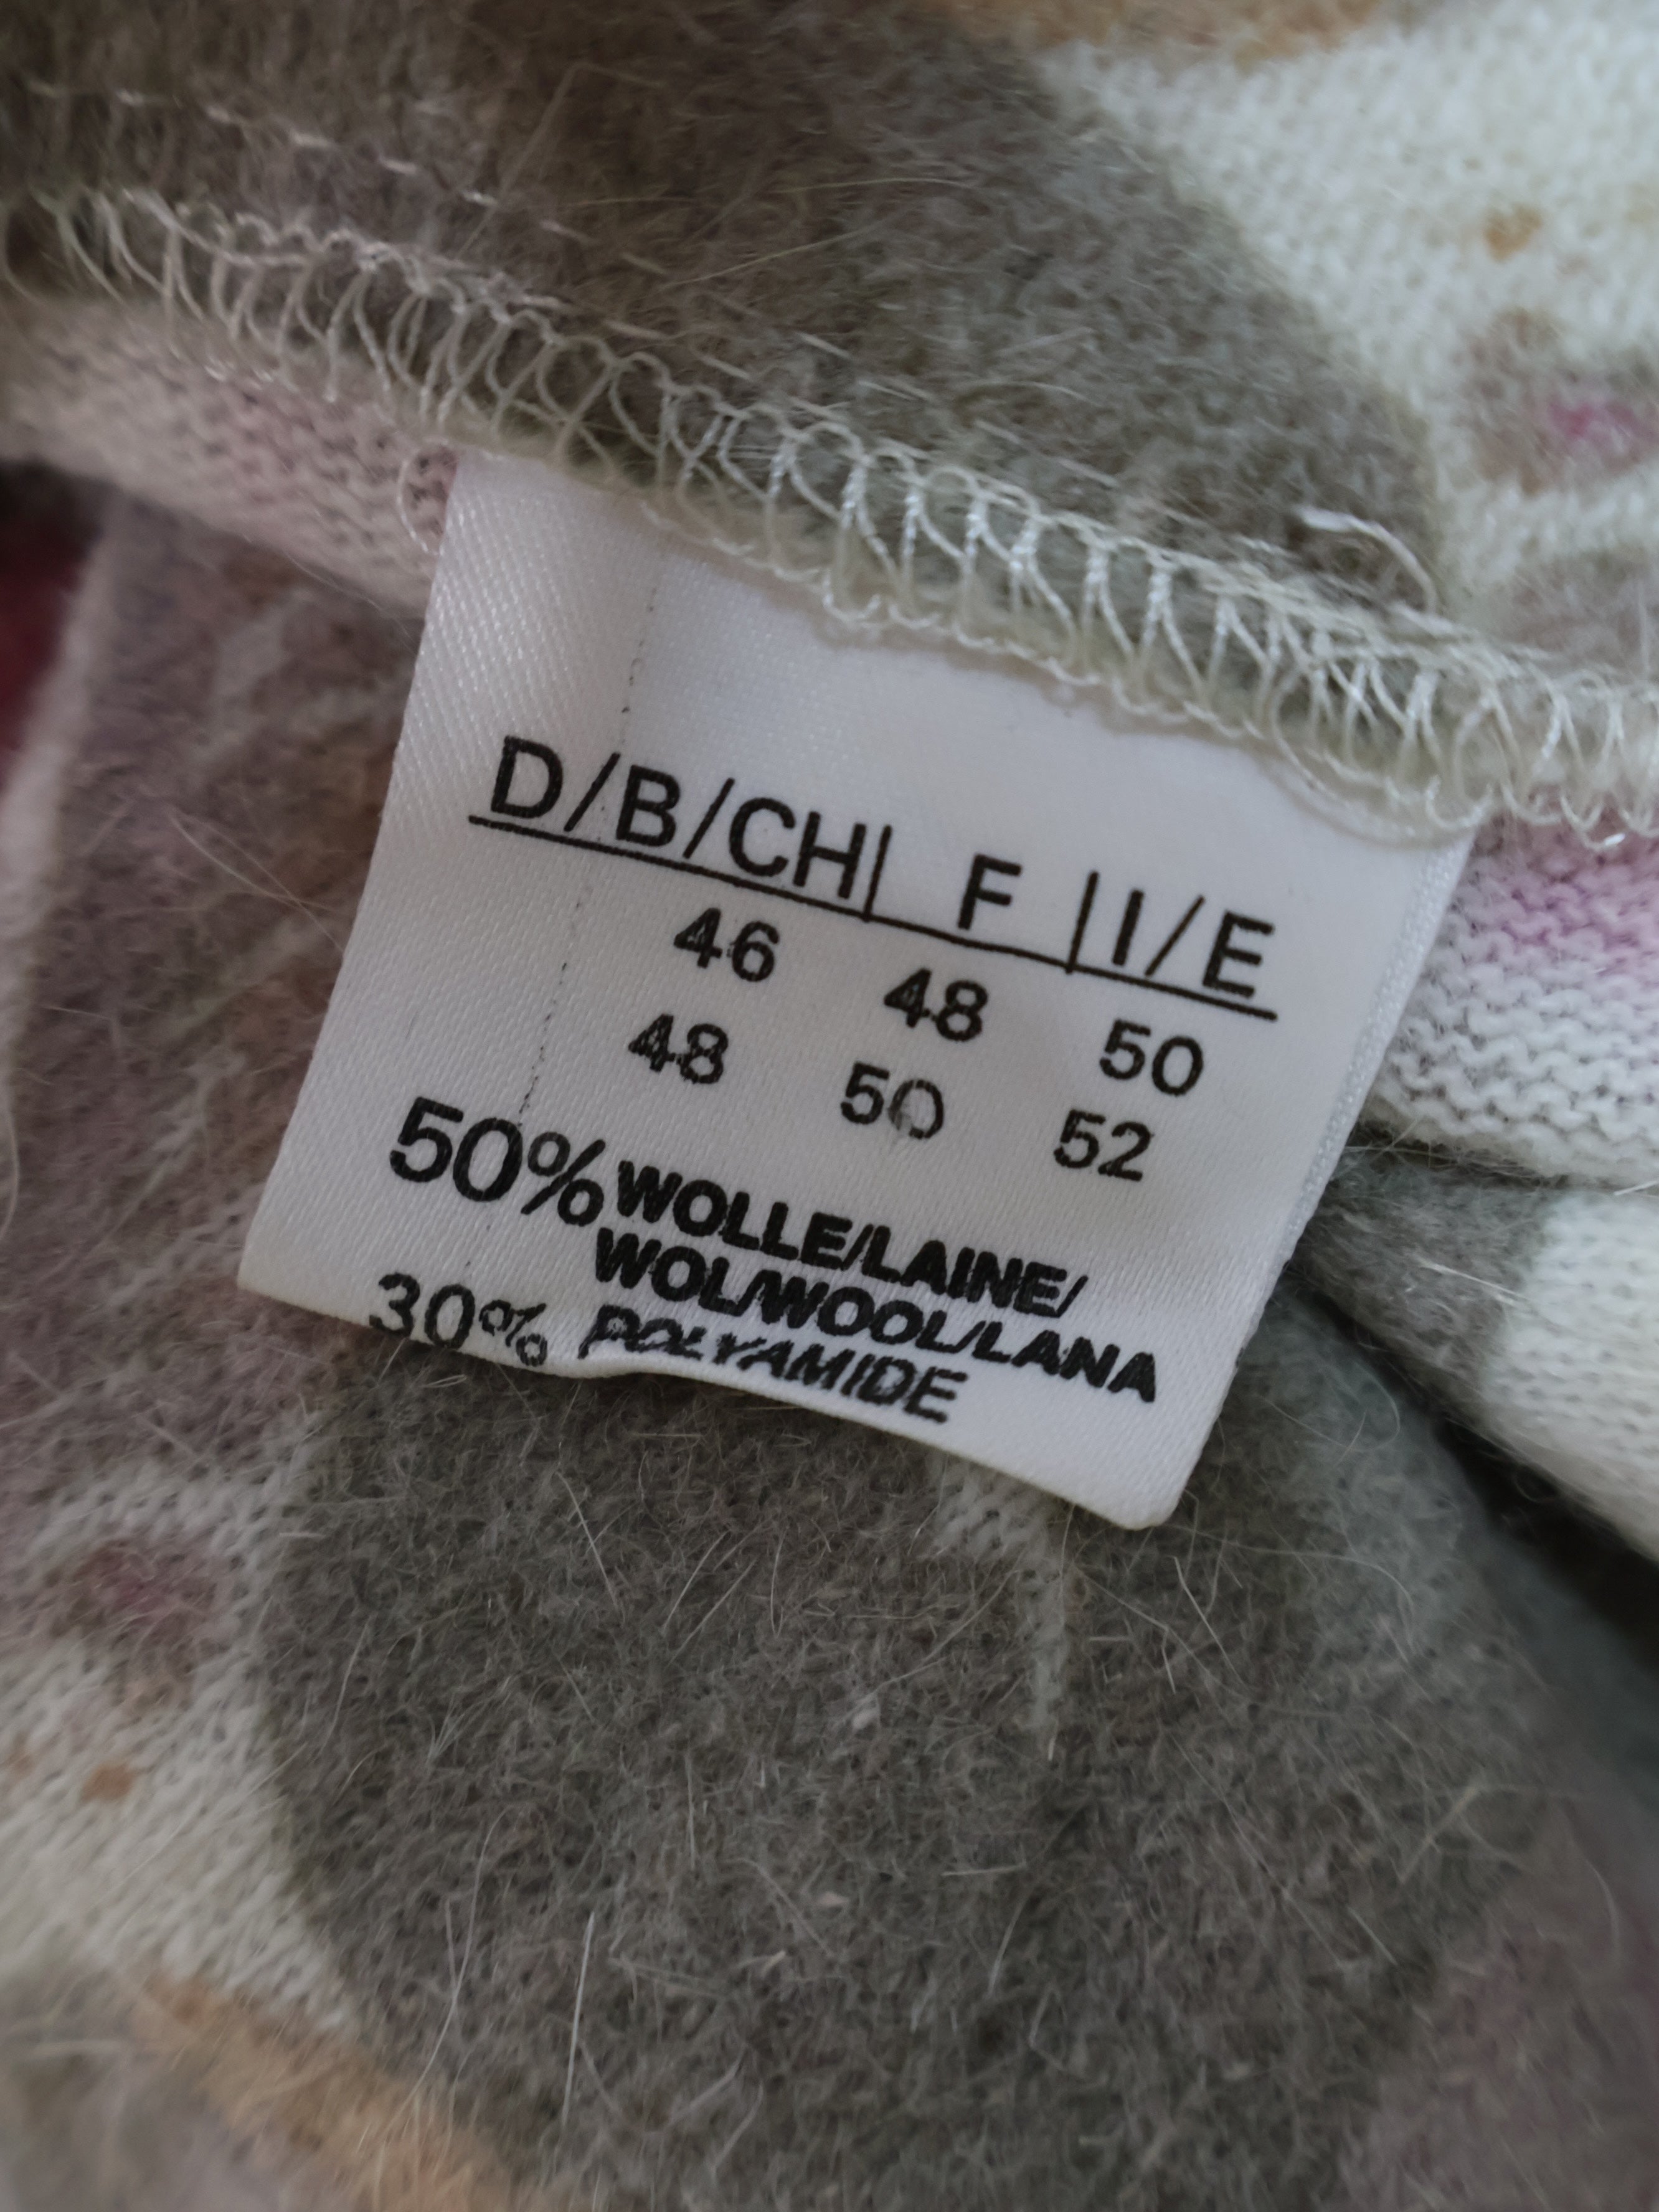 D/B/CH| F |I/E
46 48 50
48 50 52
50% WOLLE/LAINE/
WOL/WOOL/LANA
30% POLYAMIDE